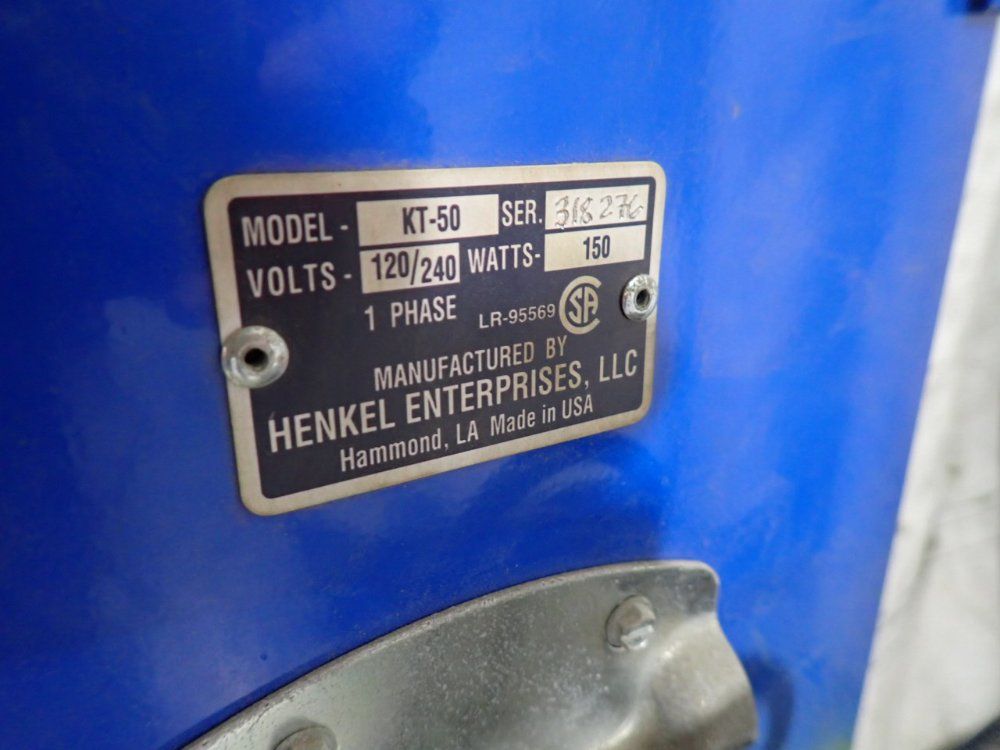 MODEL - KT-50 SER. 318276
VOLTS - 120/240 WATTS- 150
1 PHASE LR-95569 SA
MANUFACTURED BY
HENKEL ENTERPRISES, LLC
Hammond, LA Made in USA